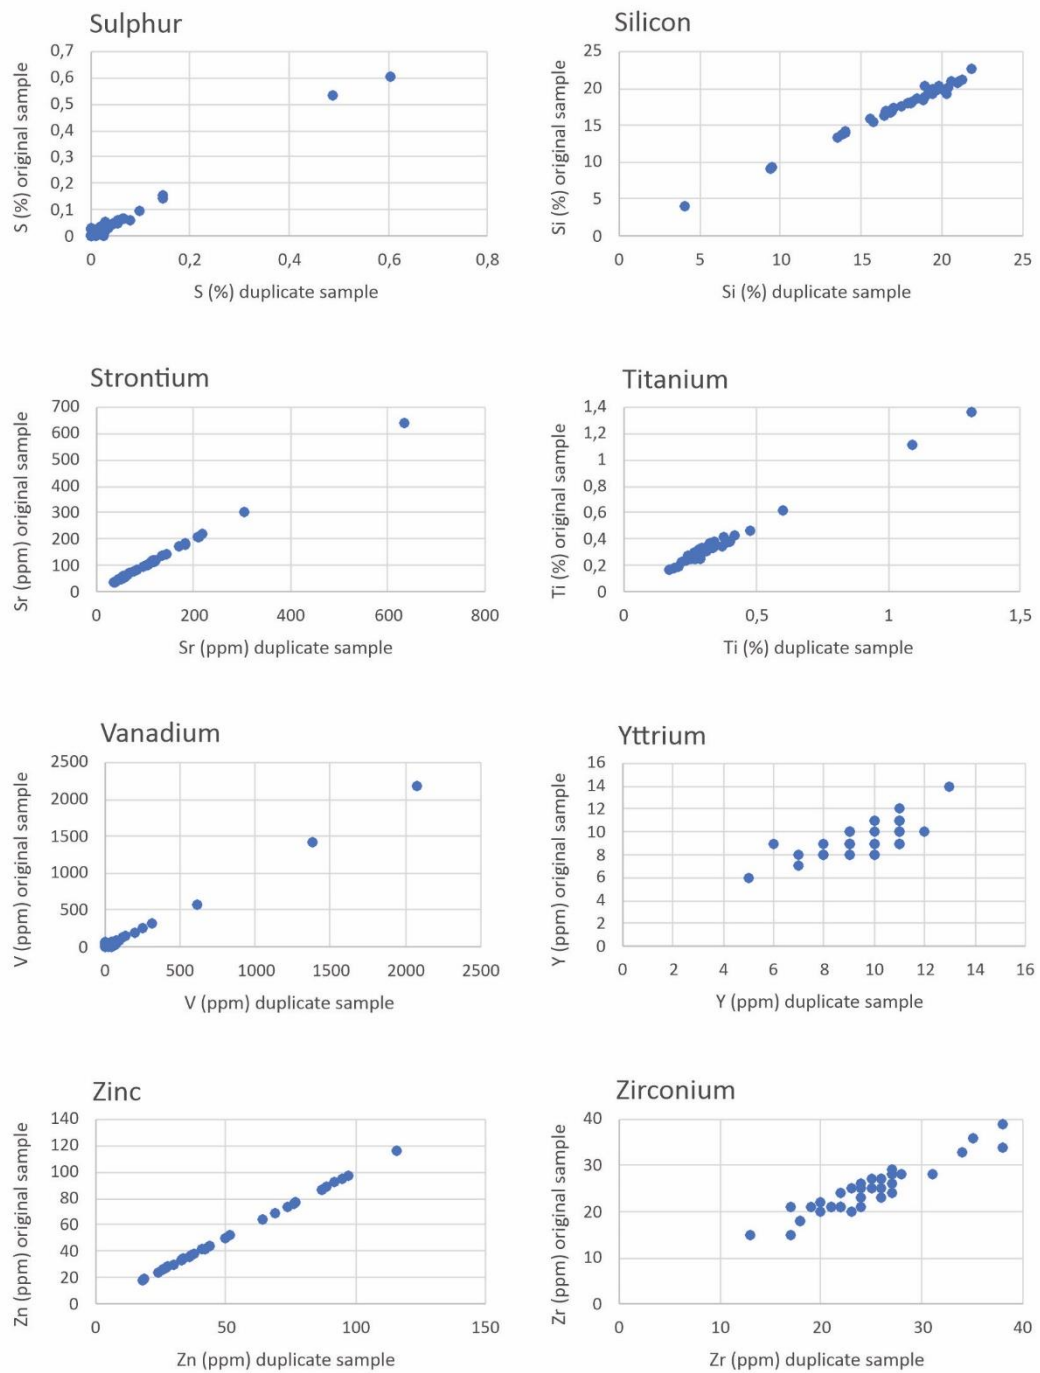 Sulphur
0,7
0,6
0,5
0,4
0,3
0,2
0,1
0
S (%) original sample
0 0,2 0,4 0,6 0,8
S (%) duplicate sample
Silicon
25
20
15
10
5
0
Si (%) original sample
0 5 10 15 20 25
Si (%) duplicate sample
Strontium
700
600
500
400
300
200
100
0
Sr (ppm) original sample
0 200 400 600 800
Sr (ppm) duplicate sample
Titanium
1,4
1,2
1
0,8
0,6
0,4
0,2
0
Ti (%) original sample
0 0,5 1 1,5
Ti (%) duplicate sample
Vanadium
2500
2000
1500
1000
500
0
V (ppm) original sample
0 500 1000 1500 2000 2500
V (ppm) duplicate sample
Yttrium
16
14
12
10
8
6
4
2
0
Y (ppm) original sample
0 2 4 6 8 10 12 14 16
Y (ppm) duplicate sample
Zinc
140
120
100
80
60
40
20
0
Zn (ppm) original sample
0 50 100 150
Zn (ppm) duplicate sample
Zirconium
40
30
20
10
0
Zr (ppm) original sample
0 10 20 30 40
Zr (ppm) duplicate sample